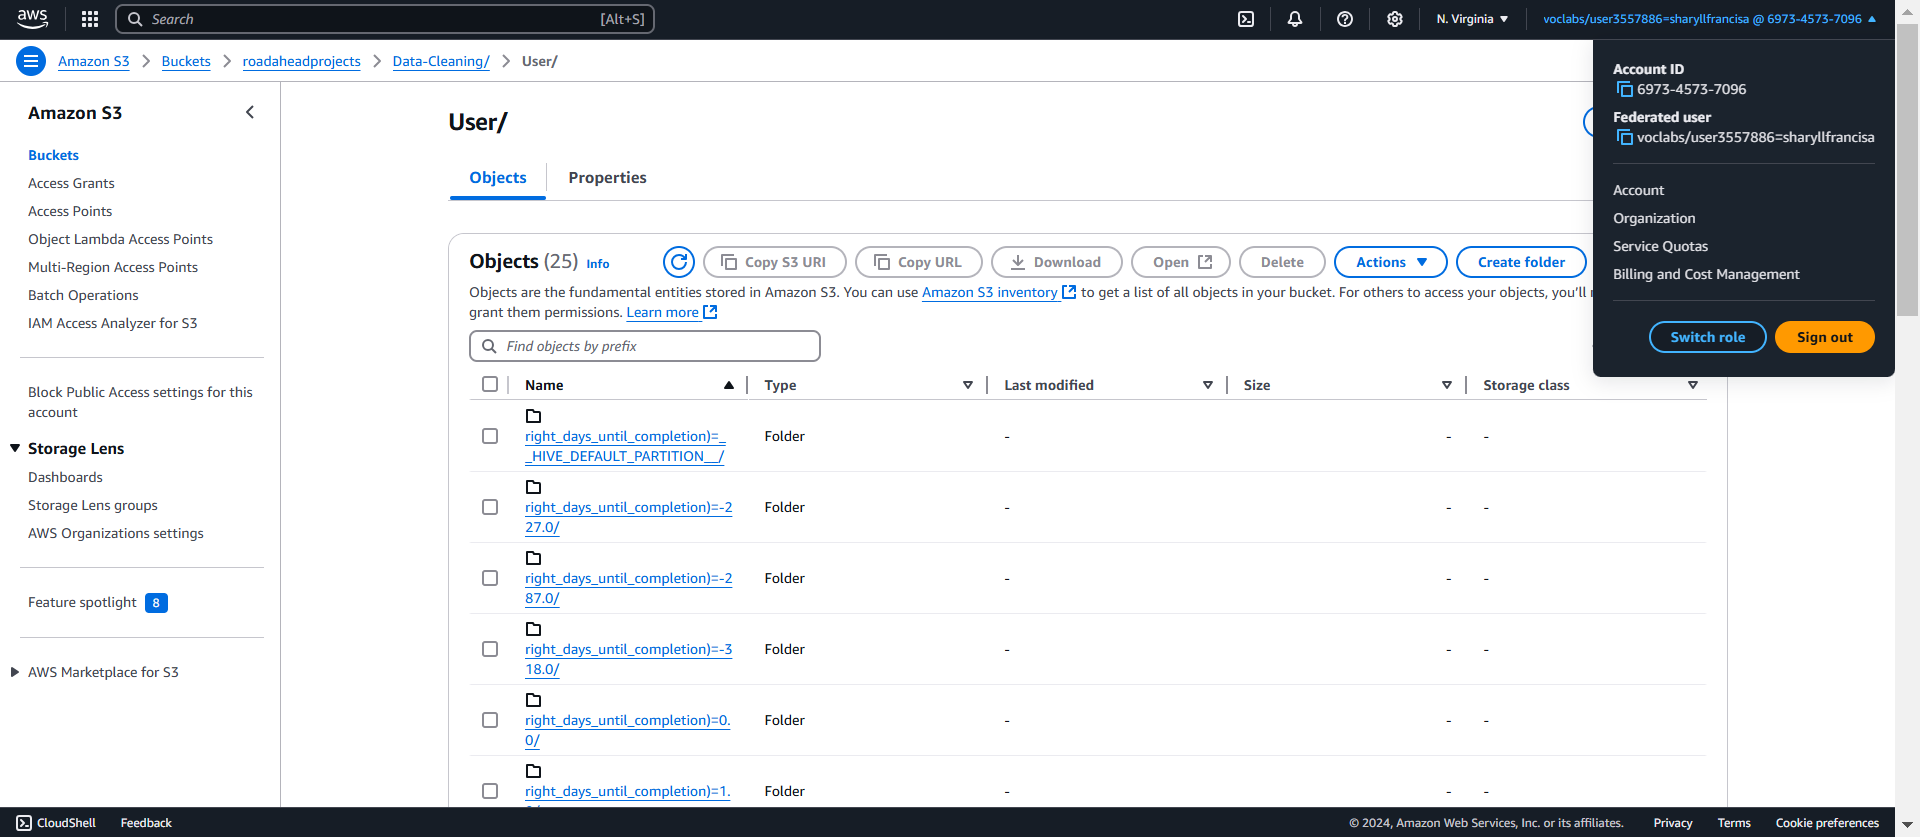 aws
Search [Alt+S]
N. Virginia
voclabs/user3557886=sharyllfrancisa @ 6973-4573-7096
Amazon S3 Buckets roadaheadprojects Data-Cleaning/ User/
Account ID
6973-4573-7096
Federated user
voclabs/user3557886=sharyllfrancisa
Account
Organization
Service Quotas
Billing and Cost Management
Switch role Sign out
Amazon S3
Buckets
Access Grants
Access Points
Object Lambda Access Points
Multi-Region Access Points
Batch Operations
IAM Access Analyzer for S3
Block Public Access settings for this
account
Storage Lens
Dashboards
Storage Lens groups
AWS Organizations settings
Feature spotlight 8
AWS Marketplace for S3
User/
Objects Properties
Objects (25) Info
Copy S3 URI Copy URL Download Open Delete Actions Create folder
Objects are the fundamental entities stored in Amazon S3. You can use Amazon S3 inventory to get a list of all objects in your bucket. For others to access your objects, you'll
grant them permissions. Learn more
Find objects by prefix
Name Type Last modified Size Storage class
right_days_until_completion)=_
_HIVE_DEFAULT_PARTITION__/
Folder - - -
right_days_until_completion)=-2
27.0/
Folder - - -
right_days_until_completion)=-2
87.0/
Folder - - -
right_days_until_completion)=-3
18.0/
Folder - - -
right_days_until_completion)=0.
0/
Folder - - -
right_days_until_completion)=1.
Folder - - -
CloudShell Feedback
© 2024, Amazon Web Services, Inc. or its affiliates. Privacy Terms Cookie preferences